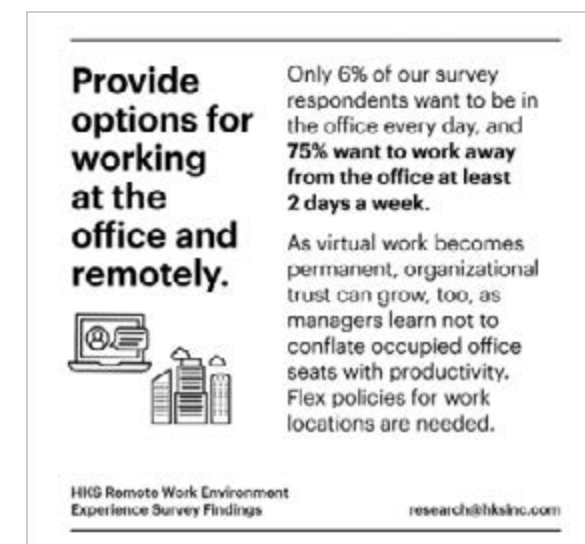 Provide
options for
working
at the
office and
remotely.
Only 6% of our survey
respondents want to be in
the office every day, and
75% want to work away
from the office at least
2 days a week.
As virtual work becomes
permanent, organizational
trust can grow, too, as
managers learn not to
conflate occupied office
seats with productivity.
Flex policies for work
locations are needed.
HKS Remote Work Environment
Experience Survey Findings
research@hksinc.com